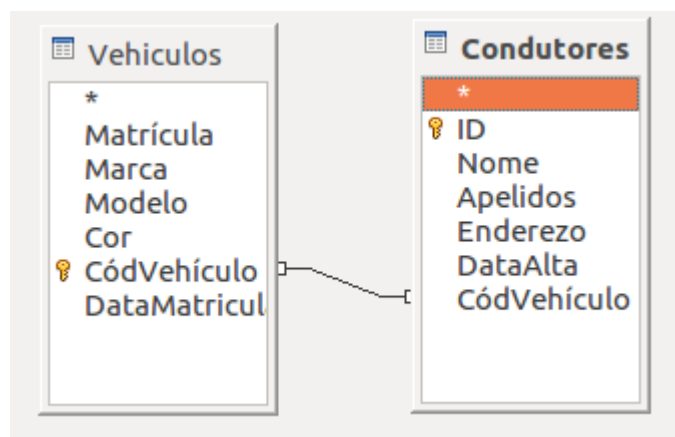 Vehiculos
*
Matrícula
Marca
Modelo
Cor
CódVehículo
DataMatricul
Condutores
*
ID
Nome
Apelidos
Enderezo
DataAlta
CódVehículo